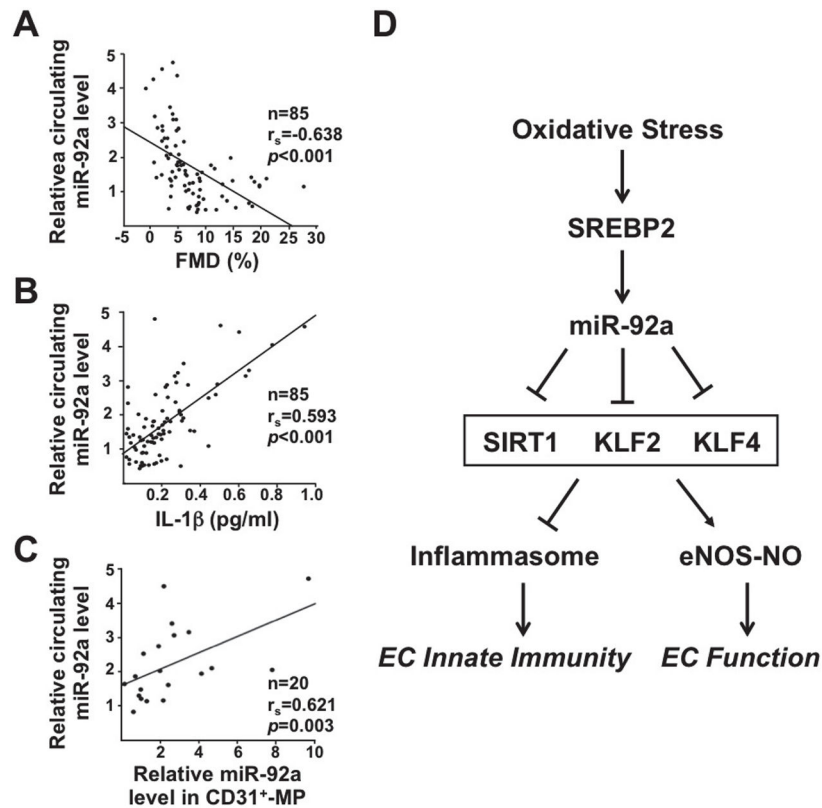 A
Relativea circulating
miR-92a level
5
4
3
2
1
n=85
rs=-0.638
p<0.001
-5 0 5 10 15 20 25 30
FMD (%)
B
Relative circulating
miR-92a level
5
4
3
2
1
n=85
rs=0.593
p<0.001
0.2 0.4 0.6 0.8 1.0
IL-1β (pg/ml)
C
Relative circulating
miR-92a level
5
4
3
2
1
n=20
rs=0.621
p=0.003
2 4 6 8 10
Relative miR-92a
level in CD31+-MP
D
Oxidative Stress
SREBP2
miR-92a
SIRT1 KLF2 KLF4
Inflammasome eNOS-NO
EC Innate Immunity EC Function